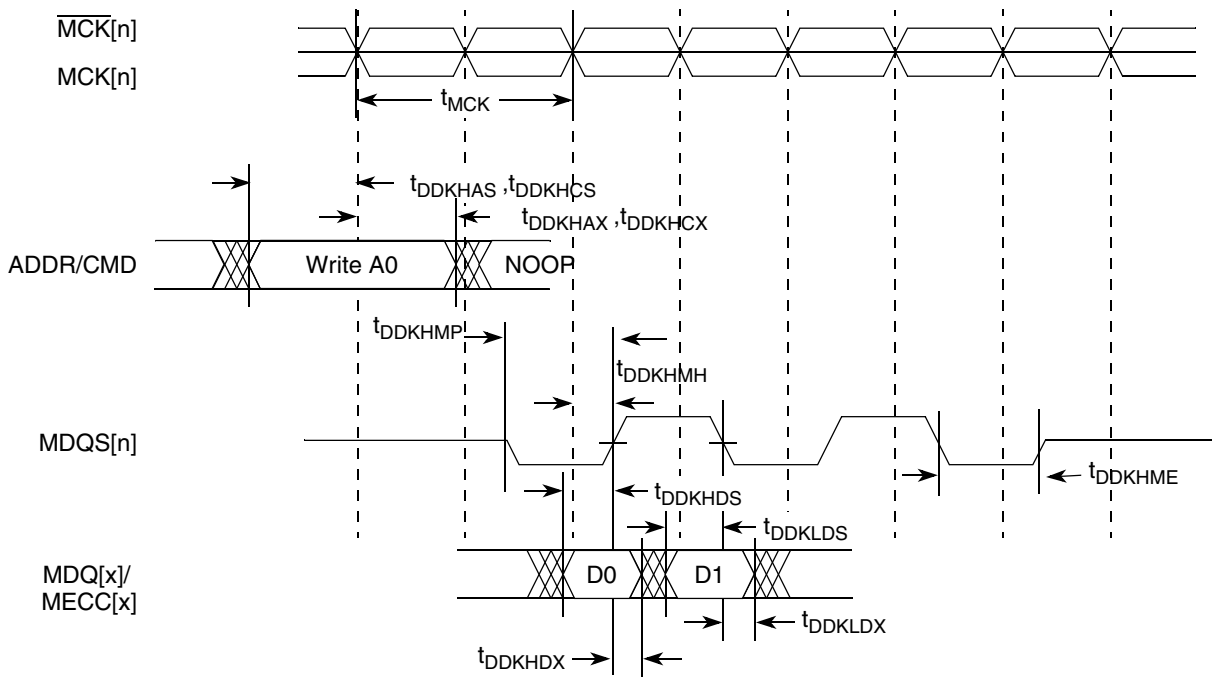 MCK[n]
MCK[n]
tMCK
tDDKHAS ,tDDKHCS
tDDKHAX ,tDDKHCX
ADDR/CMD
Write A0
NOOP
tDDKHMP
tDDKHMH
MDQS[n]
tDDKHME
tDDKHDS
tDDKLDS
MDQ[x]/
MECC[x]
D0
D1
tDDKLDX
tDDKHDX